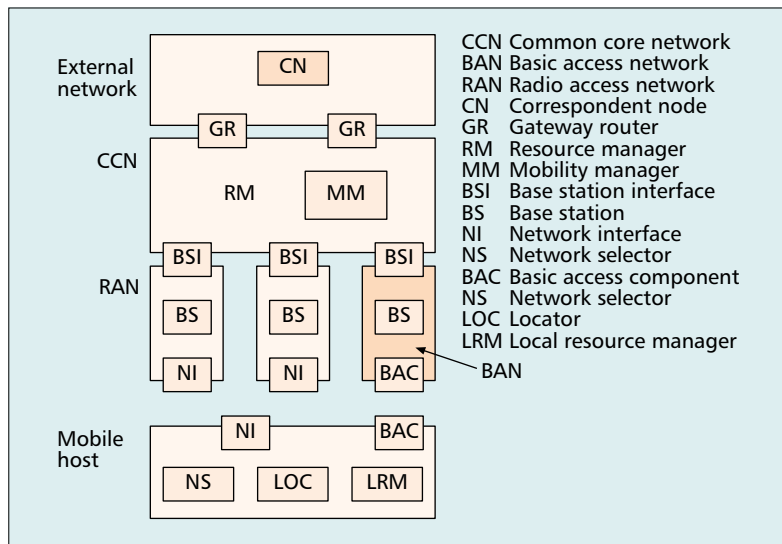 External
network
CN
GR GR
CCN
RM MM
BSI BSI BSI
RAN
BS BS BS
NI NI BAC
BAN
Mobile
host
NI BAC
NS LOC LRM
CCN Common core network
BAN Basic access network
RAN Radio access network
CN Correspondent node
GR Gateway router
RM Resource manager
MM Mobility manager
BSI Base station interface
BS Base station
NI Network interface
NS Network selector
BAC Basic access component
NS Network selector
LOC Locator
LRM Local resource manager